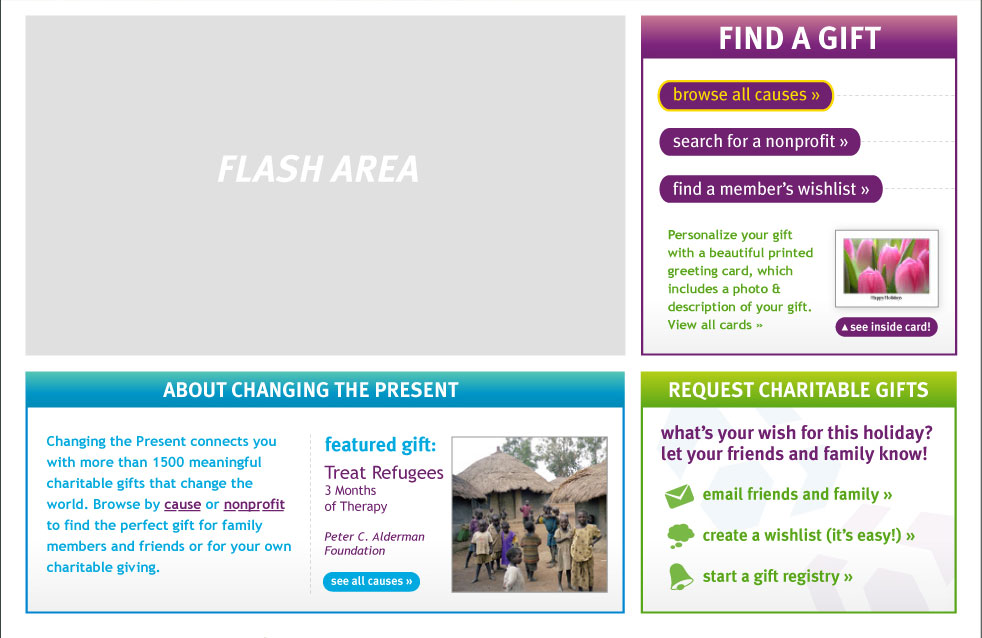 FLASH AREA
FIND A GIFT
browse all causes »
search for a nonprofit »
find a member's wishlist »
Personalize your gift
with a beautiful printed
greeting card, which
includes a photo &
description of your gift.
View all cards »
Happy Holidays
▲ see inside card!
ABOUT CHANGING THE PRESENT
Changing the Present connects you
with more than 1500 meaningful
charitable gifts that change the
world. Browse by cause or nonprofit
to find the perfect gift for family
members and friends or for your own
charitable giving.
featured gift:
Treat Refugees
3 Months
of Therapy
Peter C. Alderman
Foundation
see all causes »
REQUEST CHARITABLE GIFTS
what's your wish for this holiday?
let your friends and family know!
email friends and family »
create a wishlist (it's easy!) »
start a gift registry »